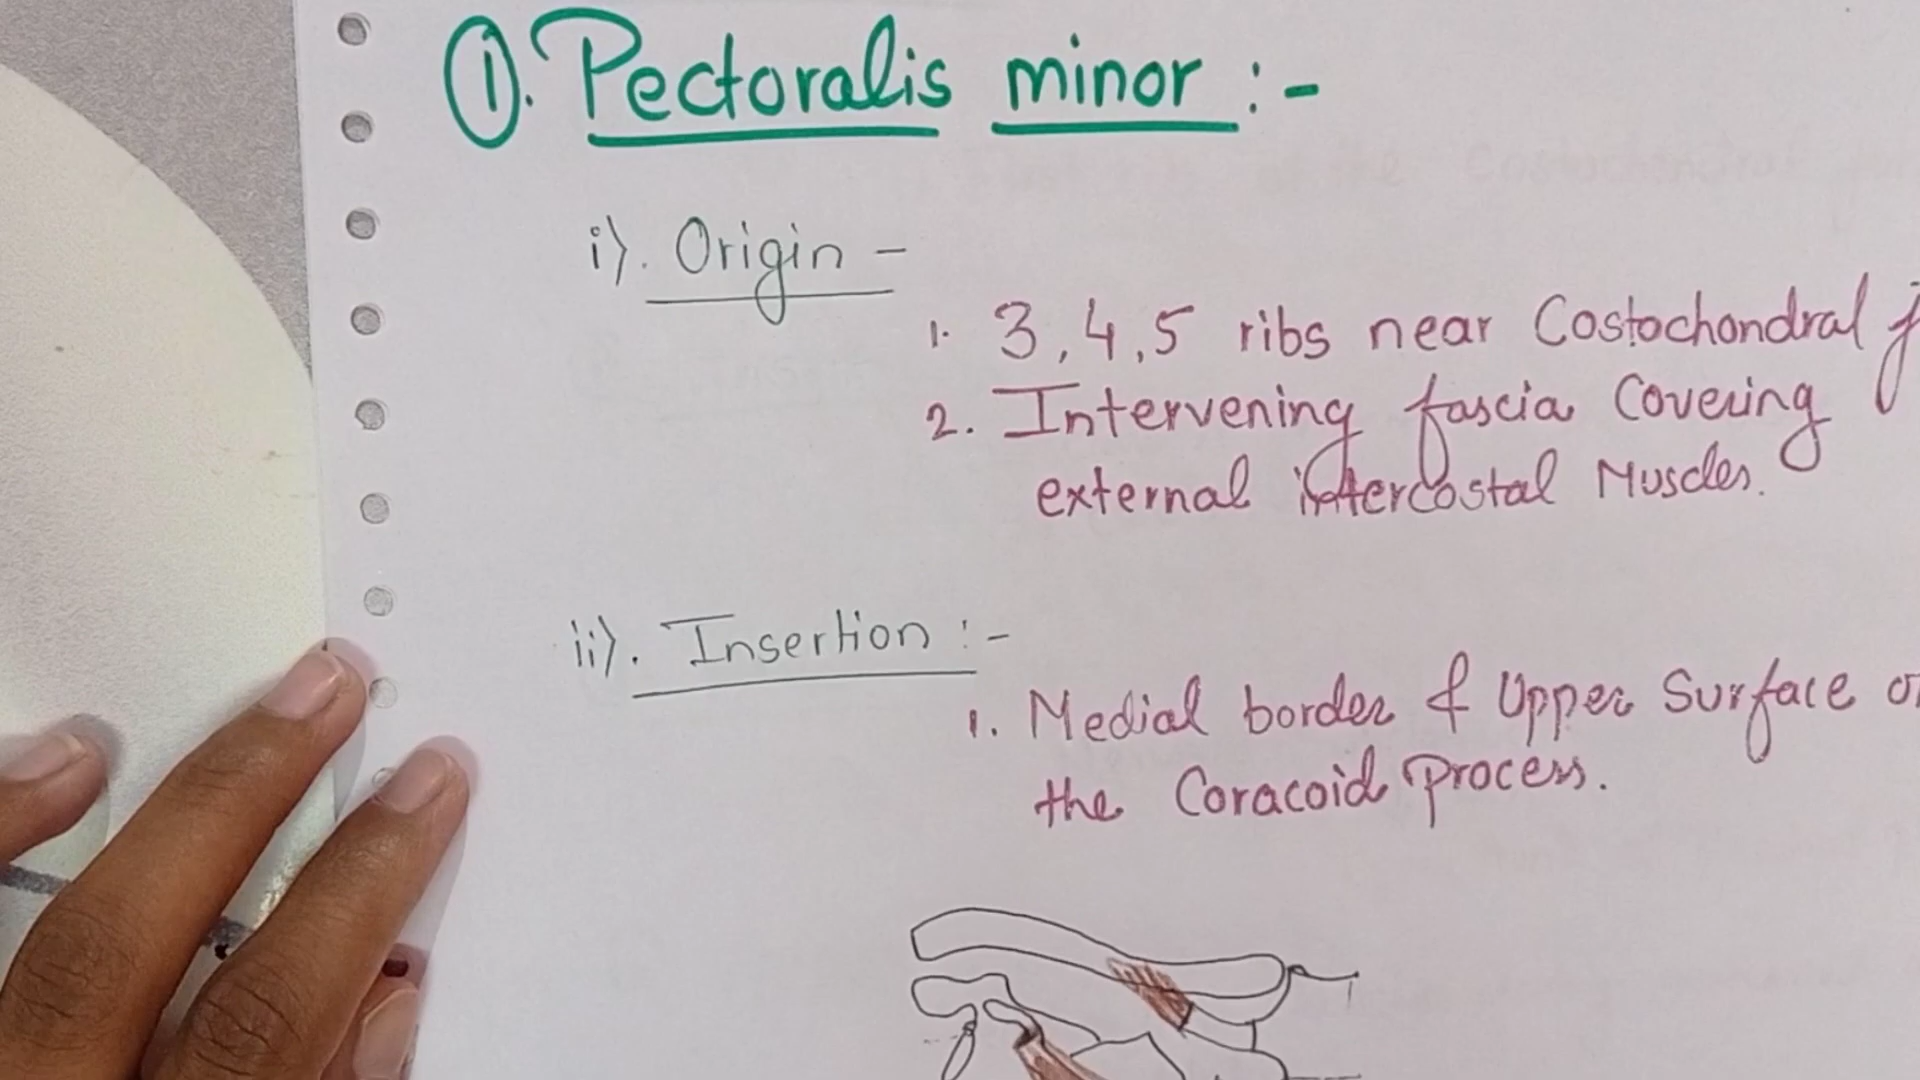 ①. Pectoralis minor :-
i). Origin -
1. 3, 4, 5 ribs near Costochondral
2. Intervening fascia Covering
external intercostal Muscles.
ii). Insertion :-
1. Medial border & Upper Surface
the Coracoid Process.